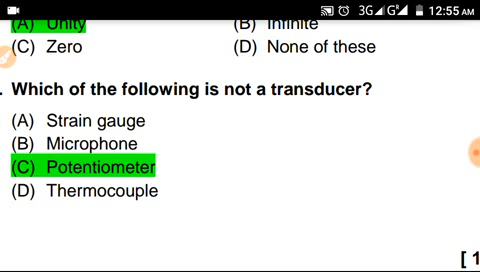 3G G 12:55 AM
(A) Unity (B) Infinite
(C) Zero (D) None of these
. Which of the following is not a transducer?
(A) Strain gauge
(B) Microphone
(C) Potentiometer
(D) Thermocouple
[ 1